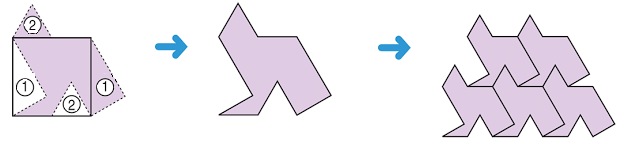 ②
① ①
②